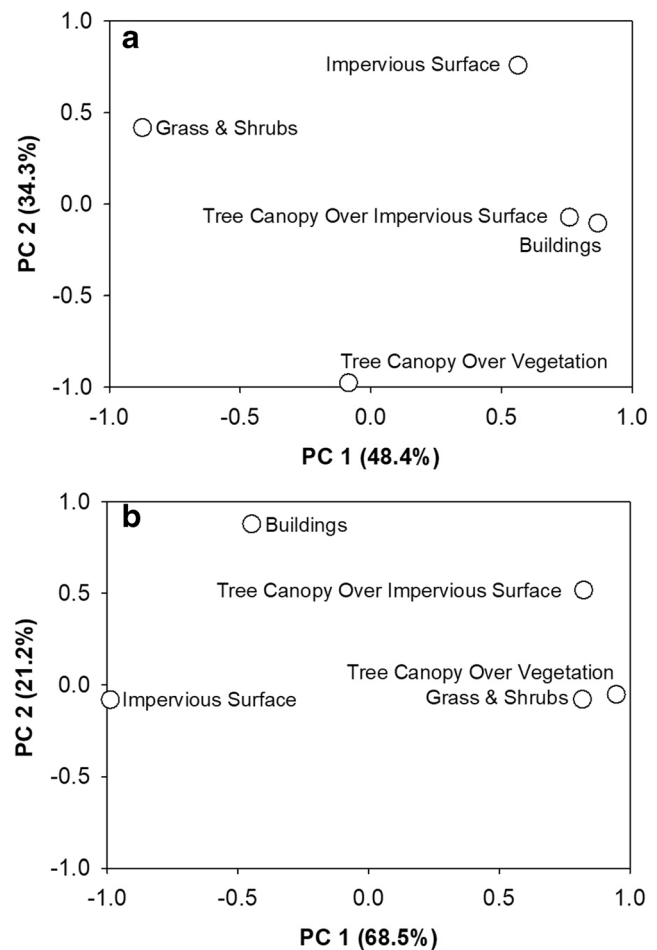 a
1.0
0.5
0.0
-0.5
-1.0
PC 2 (34.3%)
Impervious Surface
Grass & Shrubs
Tree Canopy Over Impervious Surface
Buildings
Tree Canopy Over Vegetation
-1.0 -0.5 0.0 0.5 1.0
PC 1 (48.4%)
b
1.0
0.5
0.0
-0.5
-1.0
PC 2 (21.2%)
Buildings
Tree Canopy Over Impervious Surface
Tree Canopy Over Vegetation
Impervious Surface
Grass & Shrubs
-1.0 -0.5 0.0 0.5 1.0
PC 1 (68.5%)